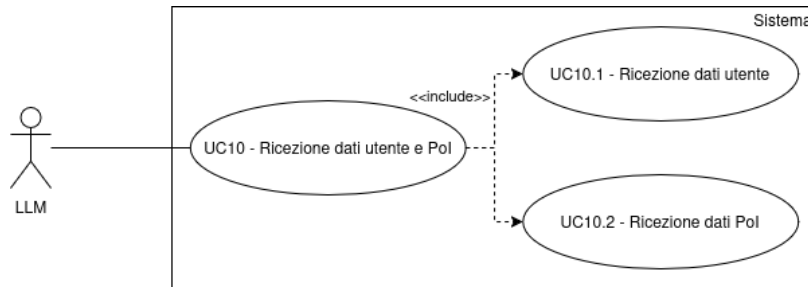 Sistema
UC10.1 - Ricezione dati utente
<<include>>
UC10 - Ricezione dati utente e PoI
LLM
UC10.2 - Ricezione dati PoI